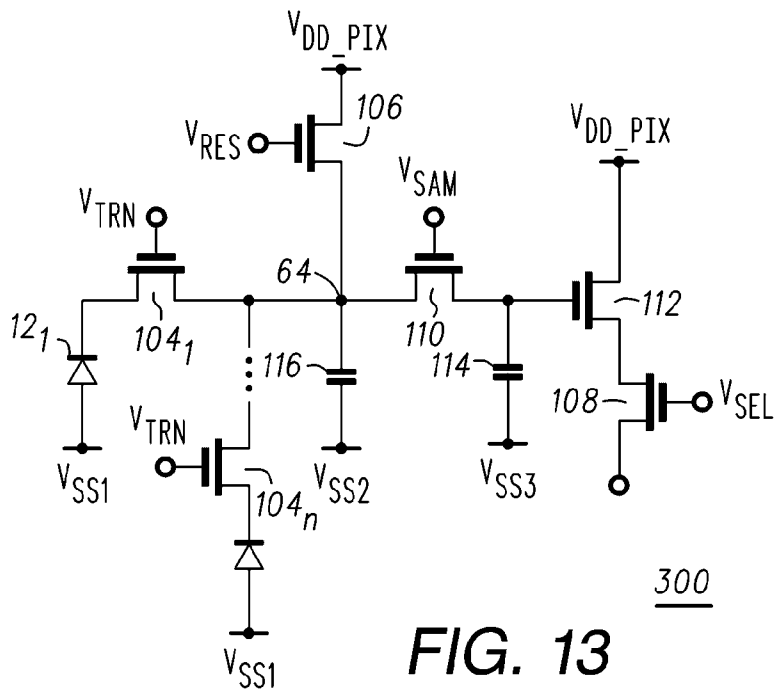 VDD_PIX
VRES
106
VDD_PIX
VSAM
VTRN
64
112
121
1041
110
116
114
108
VSEL
VTRN
VSS1
104n
VSS2
VSS3
VSS1
300
FIG. 13